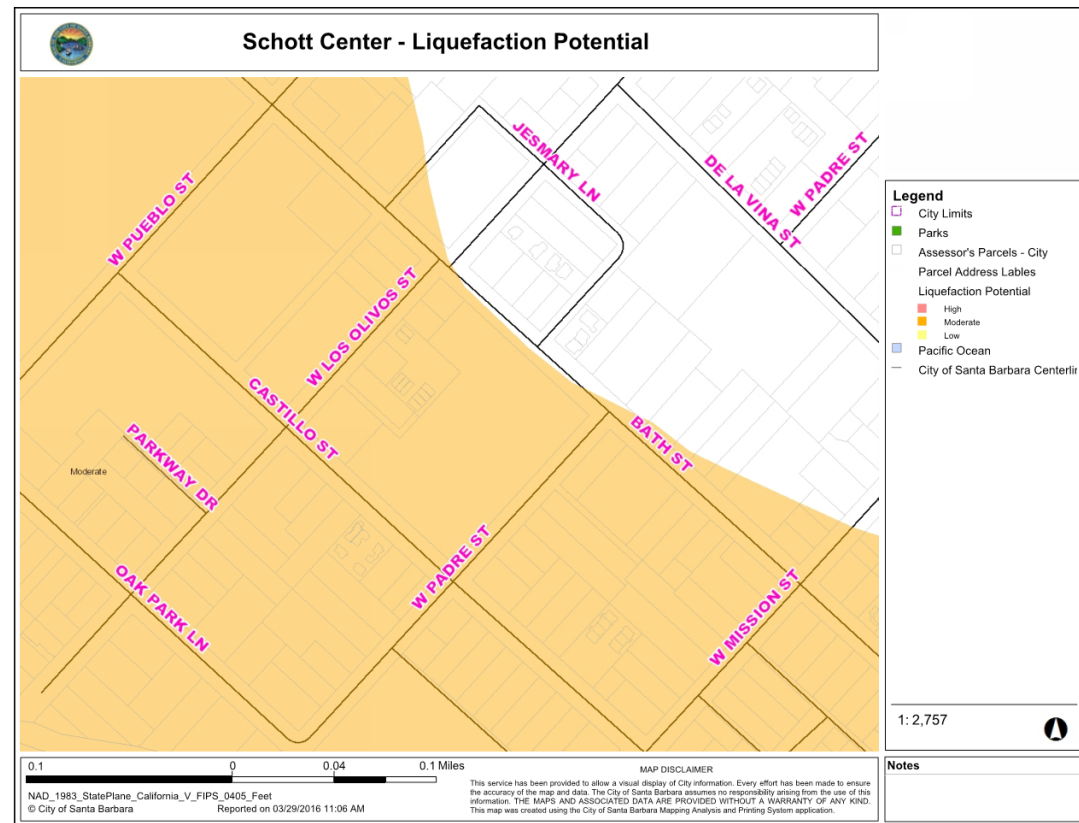 Schott Center - Liquefaction Potential
JESMARY LN
DE LA VINA ST
W PADRE ST
W PUEBLO ST
W LOS OLIVOS ST
CASTILLO ST
BATH ST
PARKWAY DR
Moderate
W PADRE ST
OAK PARK LN
W MISSION ST
Legend
City Limits
Parks
Assessor's Parcels - City
Parcel Address Lables
Liquefaction Potential
High
Moderate
Low
Pacific Ocean
City of Santa Barbara Centerlin
1: 2,757
0.1 0 0.04 0.1 Miles
NAD_1983_StatePlane_California_V_FIPS_0405_Feet
© City of Santa Barbara Reported on 03/29/2016 11:06 AM
MAP DISCLAIMER
This service has been provided to allow a visual display of City information. Every effort has been made to ensure
the accuracy of the map and data. The City of Santa Barbara assumes no responsibility arising from the use of this
information. THE MAPS AND ASSOCIATED DATA ARE PROVIDED WITHOUT A WARRANTY OF ANY KIND.
This map was created using the City of Santa Barbara Mapping Analysis and Printing System application.
Notes